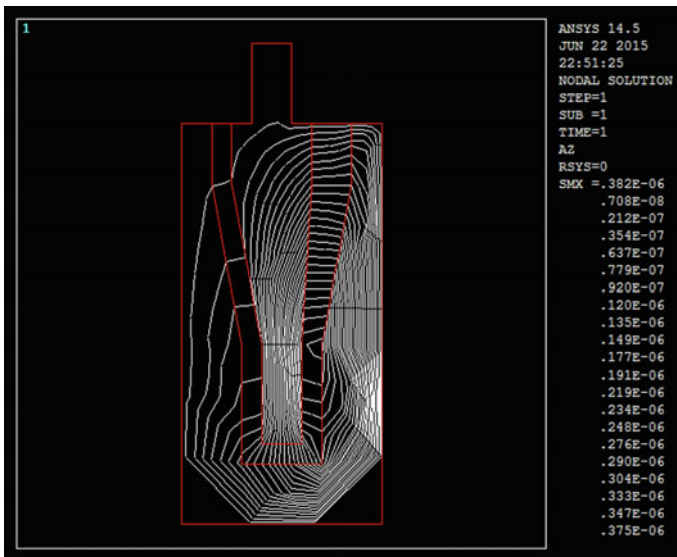 1
ANSYS 14.5
JUN 22 2015
22:51:25
NODAL SOLUTION
STEP=1
SUB =1
TIME=1
AZ
RSYS=0
SMX =.382E-06
.708E-08
.212E-07
.354E-07
.637E-07
.779E-07
.920E-07
.120E-06
.135E-06
.149E-06
.177E-06
.191E-06
.219E-06
.234E-06
.248E-06
.276E-06
.290E-06
.304E-06
.333E-06
.347E-06
.375E-06